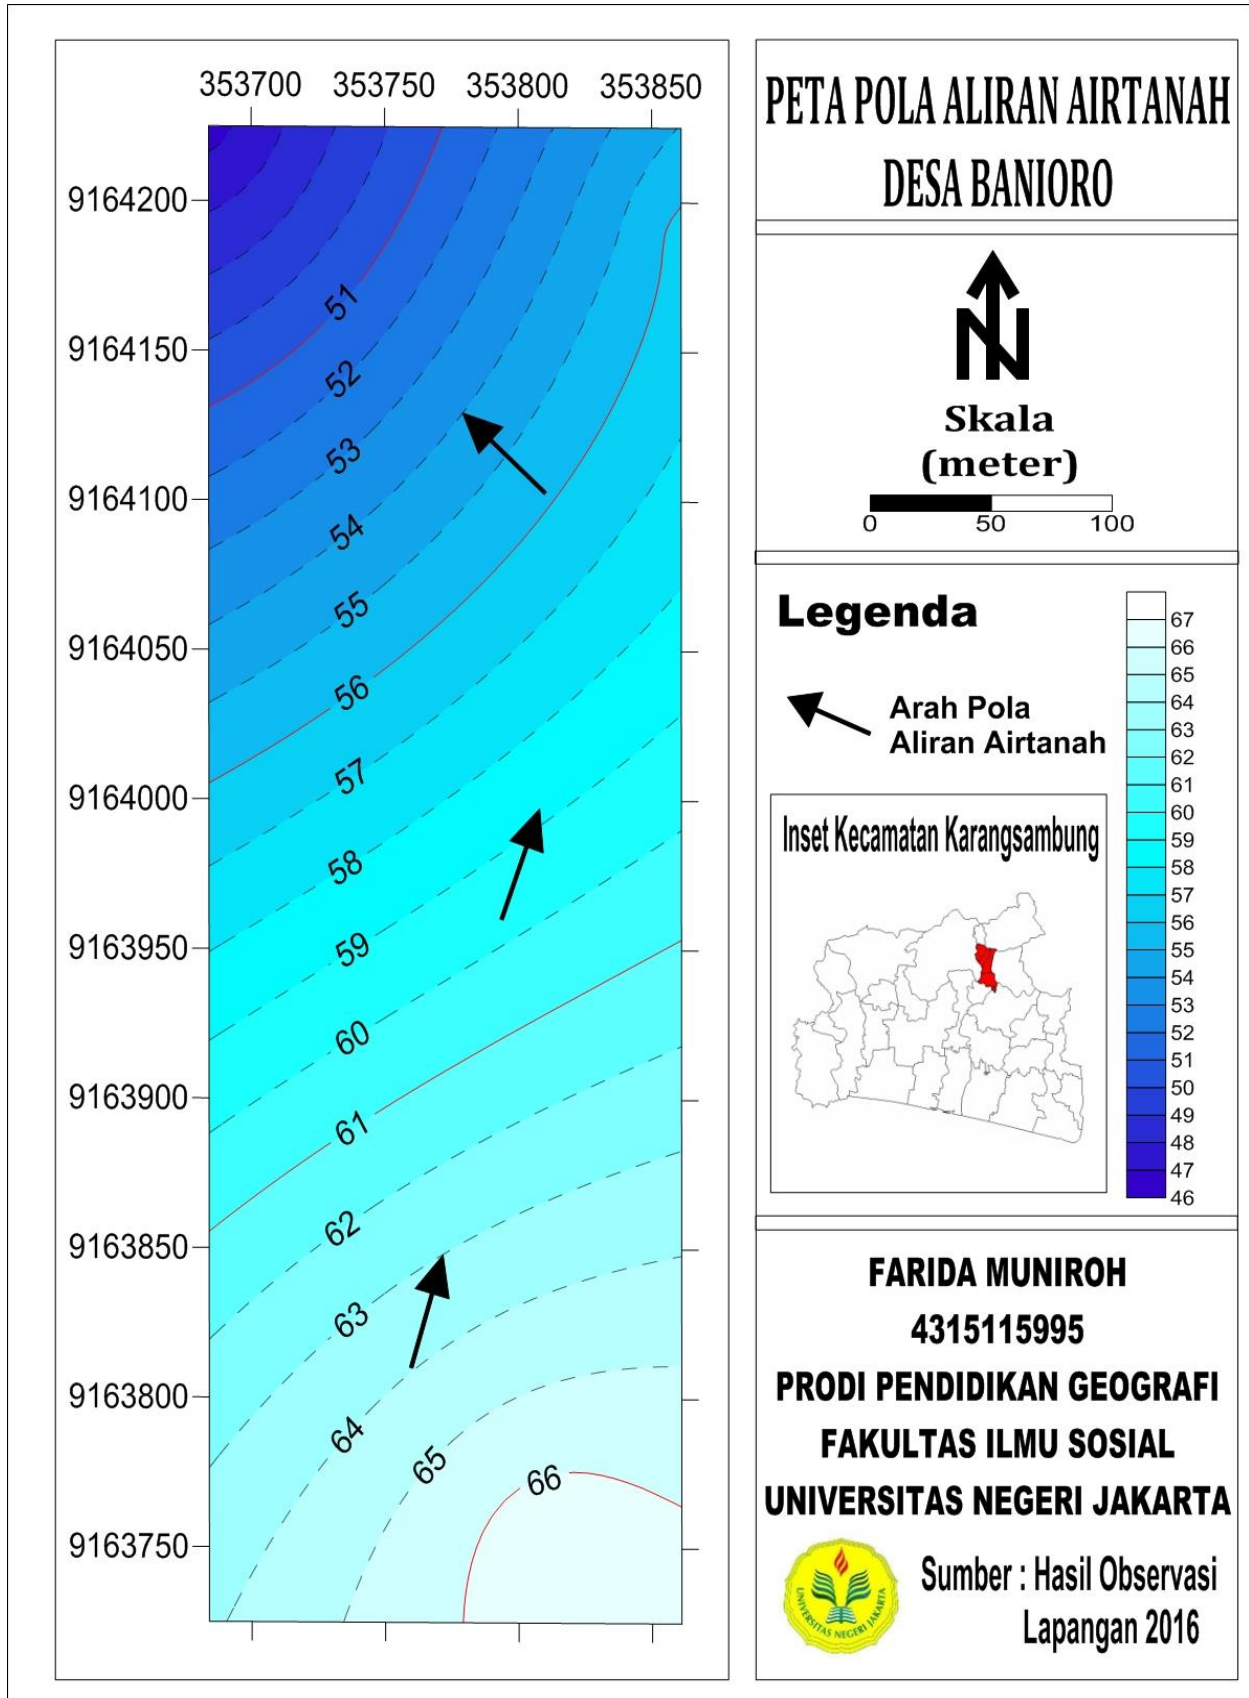 353700 353750 353800 353850
9164200
9164150
9164100
9164050
9164000
9163950
9163900
9163850
9163800
9163750
51
52
53
54
55
56
57
58
59
60
61
62
63
64
65
66
PETA POLA ALIRAN AIRTANAH
DESA BANIORO
N
Skala
(meter)
0 50 100
Legenda
Arah Pola
Aliran Airtanah
67
66
65
64
63
62
61
60
59
58
57
56
55
54
53
52
51
50
49
48
47
46
Inset Kecamatan Karangsambung
FARIDA MUNIROH
4315115995
PRODI PENDIDIKAN GEOGRAFI
FAKULTAS ILMU SOSIAL
UNIVERSITAS NEGERI JAKARTA
UNIVERSITAS NEGERI JAKARTA
Sumber : Hasil Observasi
Lapangan 2016